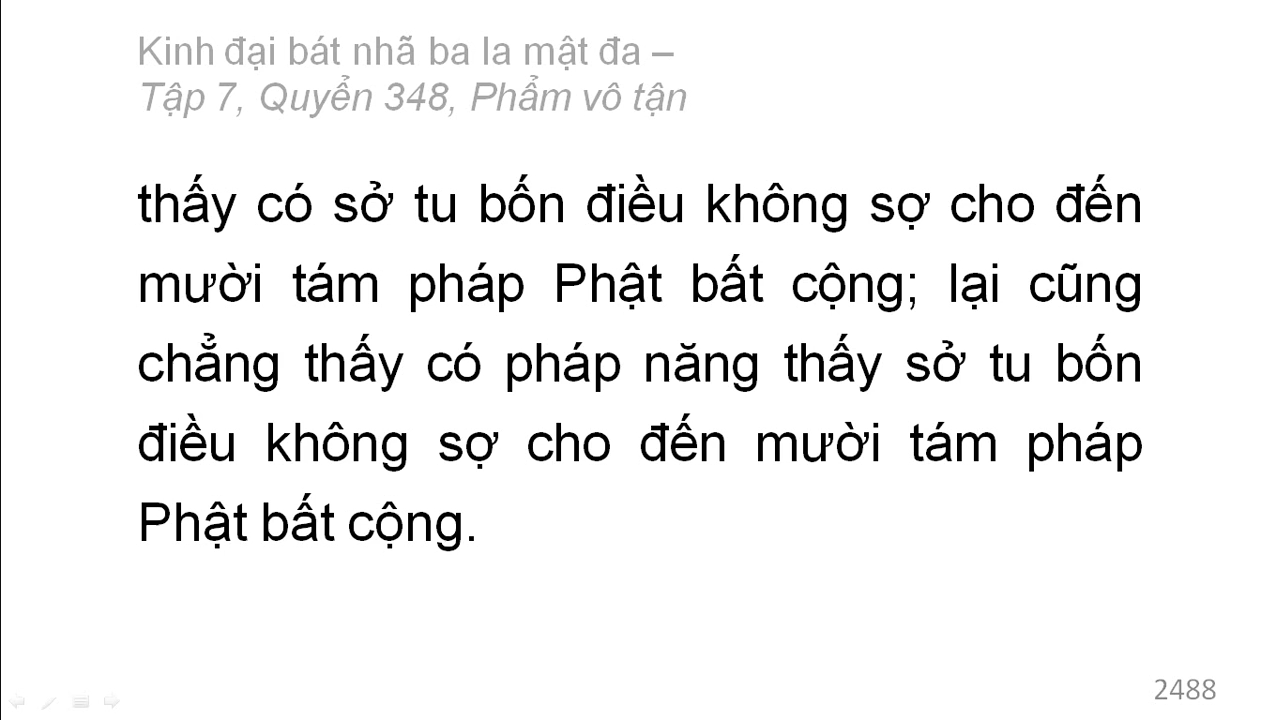 Kinh đại bát nhã ba la mật đa –
Tập 7, Quyển 348, Phẩm vô tận
thấy có sở tu bốn điều không sợ cho đến
mười tám pháp Phật bất cộng; lại cũng
chẳng thấy có pháp năng thấy sở tu bốn
điều không sợ cho đến mười tám pháp
Phật bất cộng.
2488